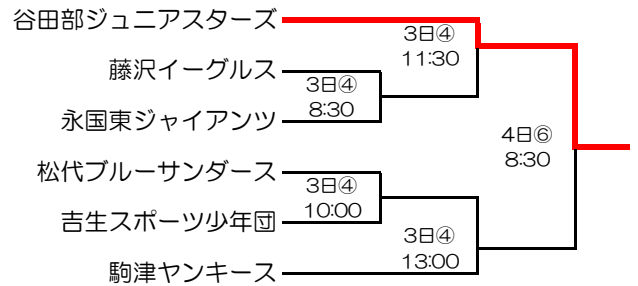 谷田部ジュニアスターズ
3日④
11:30
藤沢イーグルス
3日④
8:30
永国東ジャイアンツ
4日⑥
8:30
松代ブルーサンダース
3日④
10:00
吉生スポーツ少年団
3日④
13:00
駒津ヤンキース